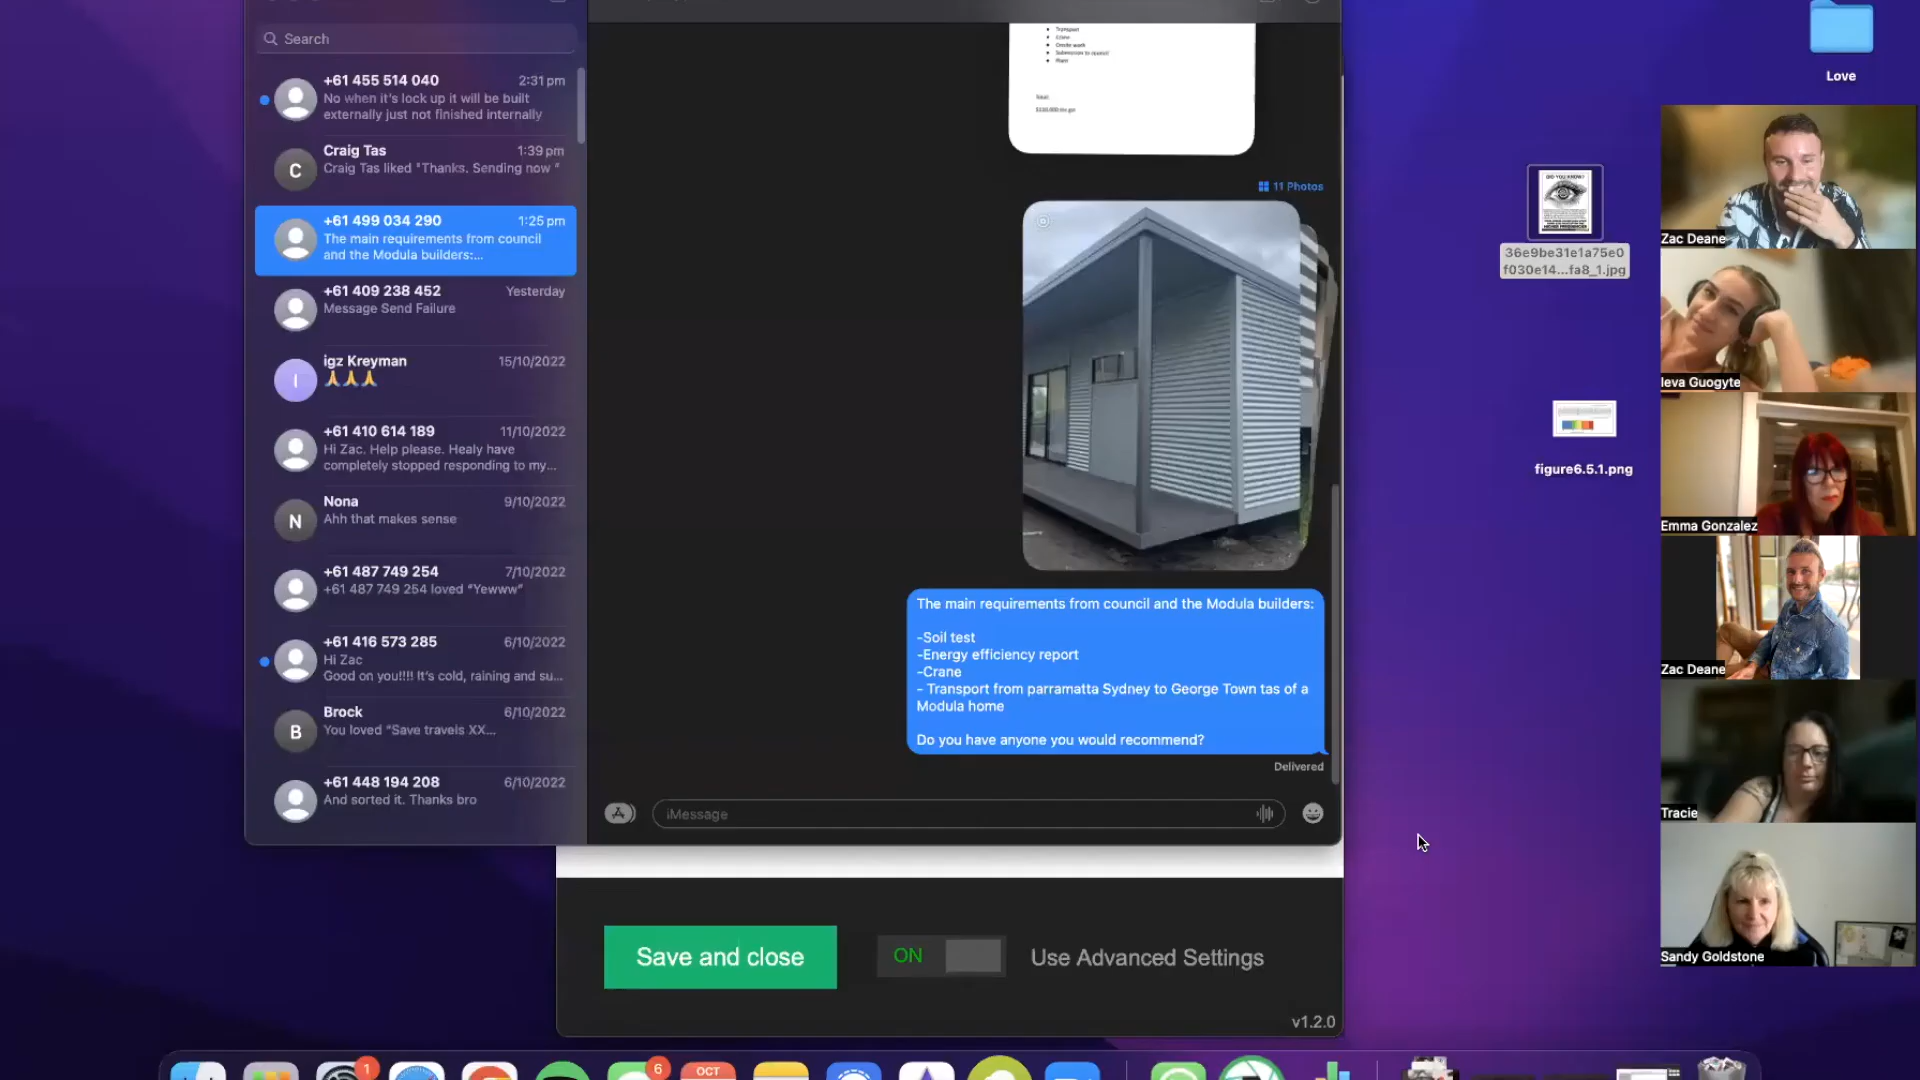 Search
+61 455 514 040 2:31 pm
No when it's lock up it will be built
externally just not finished internally
Craig Tas 1:39 pm
C
Craig Tas liked "Thanks. Sending now "
+61 499 034 290 1:25 pm
The main requirements from council
and the Modula builders:...
+61 409 238 452 Yesterday
Message Send Failure
igz Kreyman 15/10/2022
I
🙏🙏🙏
+61 410 614 189 11/10/2022
Hi Zac. Help please. Healy have
completely stopped responding to my...
Nona 9/10/2022
N
Ahh that makes sense
+61 487 749 254 7/10/2022
+61 487 749 254 loved "Yewww"
+61 416 573 285 6/10/2022
Hi Zac
Good on you!!!! It's cold, raining and su...
Brock 6/10/2022
B
You loved "Save travels XX...
+61 448 194 208 6/10/2022
And sorted it. Thanks bro
Transport
Crane
Onsite work
Total:
11 Photos
The main requirements from council and the Modula builders:
-Soil test
-Energy efficiency report
-Crane
- Transport from parramatta Sydney to George Town tas of a
Modula home
Do you have anyone you would recommend?
Delivered
iMessage
Save and close
ON
Use Advanced Settings
v1.2.0
Love
DID YOU KNOW?
36e9be31e1a75e0
f030e14...fa8_1.jpg
figure6.5.1.png
Zac Deane
Ieva Guogyte
Emma Gonzalez
Zac Deane
Tracie
Sandy Goldstone
1
6
OCT